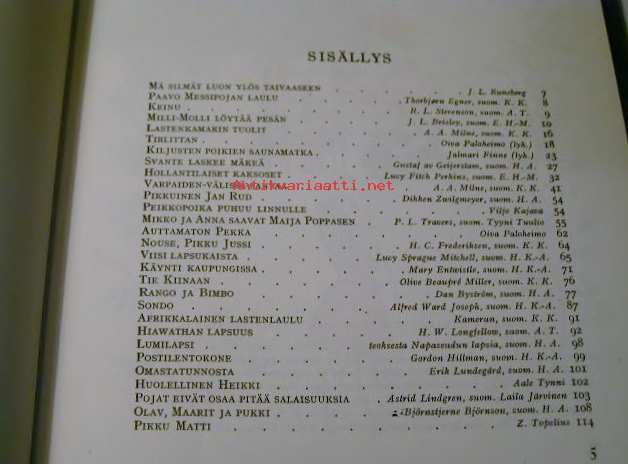 SISÄLLYS
MÄ SILMÄT LUON YLÖS TAIVAASEEN . . . J. L. Runeberg 7
PAAVO MESSIPOJAN LAULU . . . Thorbjørn Egner, suom. K. K. 8
KEINU . . . R. L. Stevenson, suom. A. T. 9
MILLI-MOLLI LÖYTÄÄ PESÄN . . . J. L. Brisley, suom. E. H-M. 10
LASTENKAMAKIN TUOLIT . . . A. A. Milne, suom. K. K. 16
TIRLITTAN . . . Oiva Paloheimo (lyk.) 18
KILJUSTEN POIKIEN SAUNAMATKA . . . Jalmari Finne (lyk.) 23
SVANTE LASKEE MÄKEÄ . . . Gustaf av Geijerstam, suom. H. A. 27
HOLLANTILAISET KAKSOSET . . . Lucy Fitch Perkins, suom. E. H-M. 32
VARPAIDEN-VÄLISSÄ . . . A. A. Milne, suom. K. K. 41
Antikvariaatti.net
PIKKUINEN JAN RUD . . . Dikken Zwilgmeyer, suom. H. A. 54
PEIKKOPOIKA PUHUU LINNULLE . . . Viljo Kajava 54
MIKKO JA ANNA SAAVAT MAIJA POPPASEN . . . P. L. Travers, suom. Tyyni Tuulio 55
AUTTAMATON PEKKA . . . Oiva Paloheimo 62
NOUSE, PIKKU JUSSI . . . H. C. Frederiksen, suom. K. K. 64
VIISI LAPSUKAISTA . . . Lucy Sprague Mitchell, suom. H. K-A. 65
KÄYNTI KAUPUNGISSA . . . Mary Entwistle, suom. H. K-A. 71
TIE KIINAAN . . . Olive Beaupré Miller, suom. K. K. 76
RANGO JA BIMBO . . . Dan Byström, suom. H. A. 77
SONDO . . . Alfred Ward Joseph, suom. H. K-A. 87
AFRIKKALAINEN LASTENLAULU . . . Kamerun, suom. K. K. 91
HIAWATHAN LAPSUUS . . . H. W. Longfellow, suom. A. T. 92
LUMILAPSI . . . teoksesta Napaseudun lapsia, suom. H. A. 98
POSTILENTOKONE . . . Gordon Hillman, suom. H. K-A. 99
OMASTATUNNOSTA . . . Erik Lundegård, suom. H. A. 101
HUOLELLINEN HEIKKI . . . Aale Tynni 102
POJAT EIVÄT OSAA PITÄÄ SALAISUUKSIA . . . Astrid Lindgren, suom. Laila Järvinen 103
OLAV, MAARIT JA PUKKI . . . Björnstjerne Björnson, suom. H. A. 108
PIKKU MATTI . . . Z. Topelius 114
5